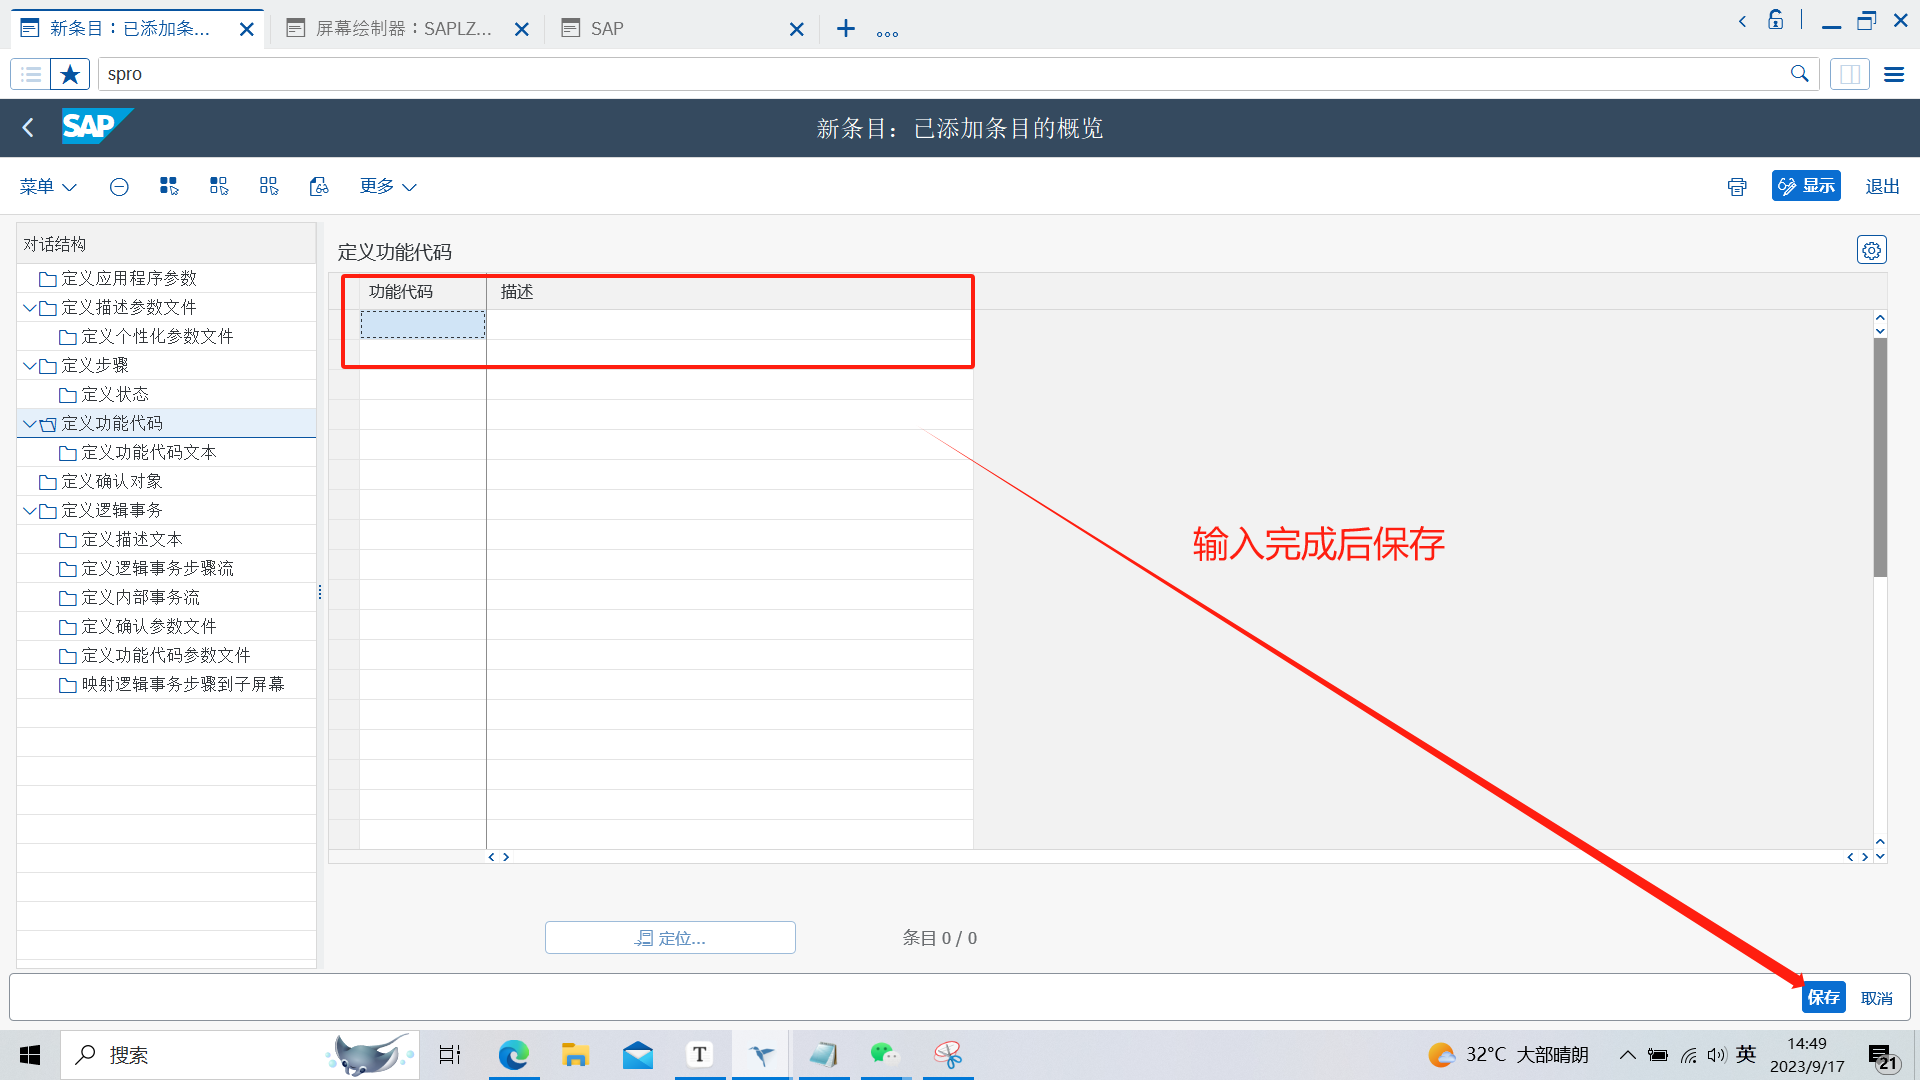 新条目：已添加条...
屏幕绘制器：SAPLZ...
SAP
spro
SAP
新条目：已添加条目的概览
菜单
更多
显示
退出
对话结构
定义应用程序参数
定义描述参数文件
定义个性化参数文件
定义步骤
定义状态
定义功能代码
定义功能代码文本
定义确认对象
定义逻辑事务
定义描述文本
定义逻辑事务步骤流
定义内部事务流
定义确认参数文件
定义功能代码参数文件
映射逻辑事务步骤到子屏幕
定义功能代码
功能代码 描述
输入完成后保存
定位...
条目 0 / 0
保存
取消
搜索
T
32°C 大部晴朗
英
14:49
2023/9/17
21